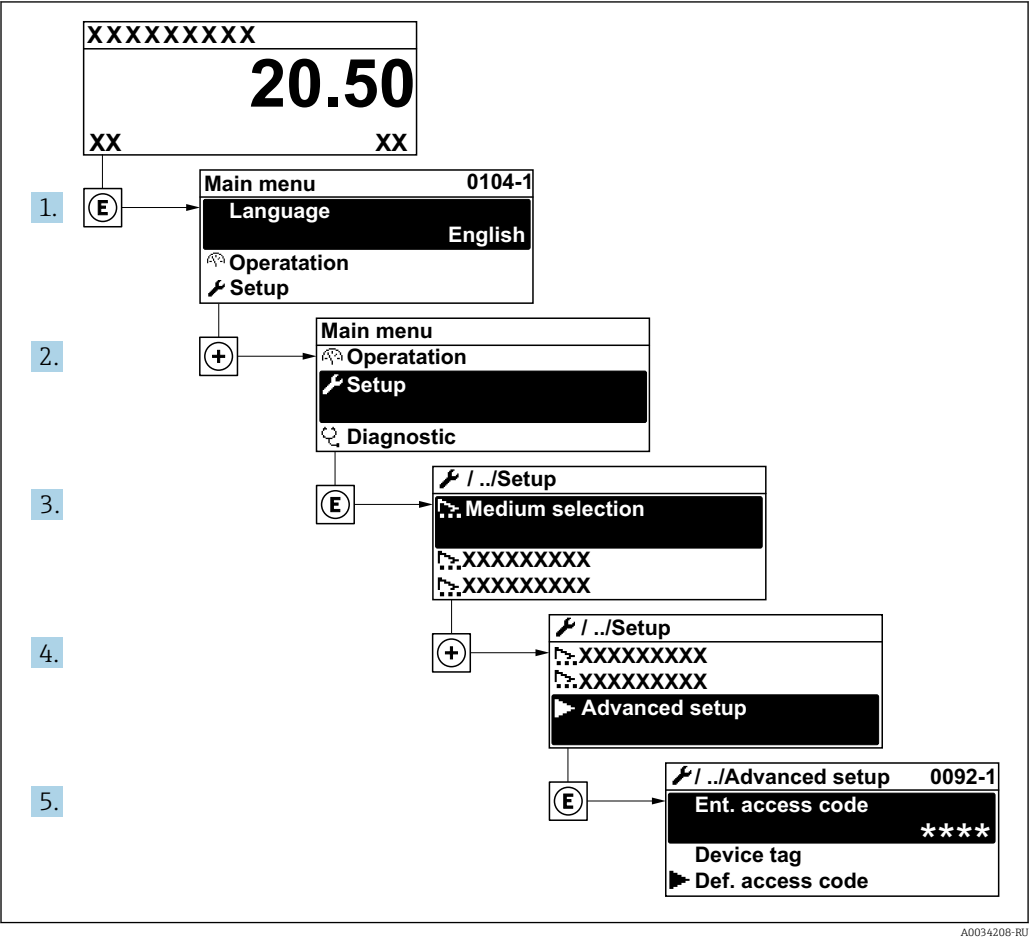 XXXXXXXXX
20.50
XX XX
1.
E
Main menu 0104-1
Language
English
Operatation
Setup
2.
+
Main menu
Operatation
Setup
Diagnostic
3.
E
/ ../Setup
Medium selection
XXXXXXXXX
XXXXXXXXX
4.
+
/ ../Setup
XXXXXXXXX
XXXXXXXXX
Advanced setup
5.
E
/ ../Advanced setup 0092-1
Ent. access code
****
Device tag
Def. access code
A0034208-RU